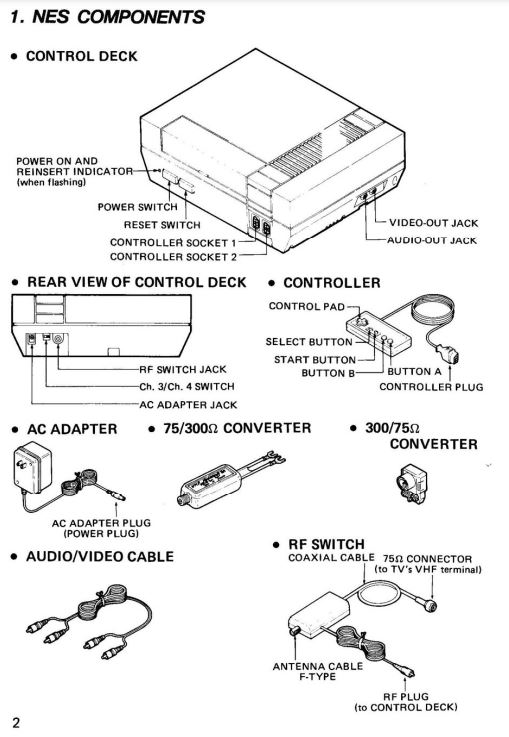 1. NES COMPONENTS
• CONTROL DECK
POWER ON AND
REINSERT INDICATOR
(when flashing)
POWER SWITCH
RESET SWITCH
CONTROLLER SOCKET 1
CONTROLLER SOCKET 2
VIDEO-OUT JACK
AUDIO-OUT JACK
• REAR VIEW OF CONTROL DECK
RF SWITCH JACK
Ch. 3/Ch. 4 SWITCH
AC ADAPTER JACK
• CONTROLLER
CONTROL PAD
SELECT BUTTON
START BUTTON
BUTTON B
BUTTON A
CONTROLLER PLUG
• AC ADAPTER
AC ADAPTER PLUG
(POWER PLUG)
• 75/300Ω CONVERTER
• 300/75Ω
CONVERTER
• AUDIO/VIDEO CABLE
• RF SWITCH
COAXIAL CABLE
75Ω CONNECTOR
(to TV's VHF terminal)
ANTENNA CABLE
F-TYPE
RF PLUG
(to CONTROL DECK)
2